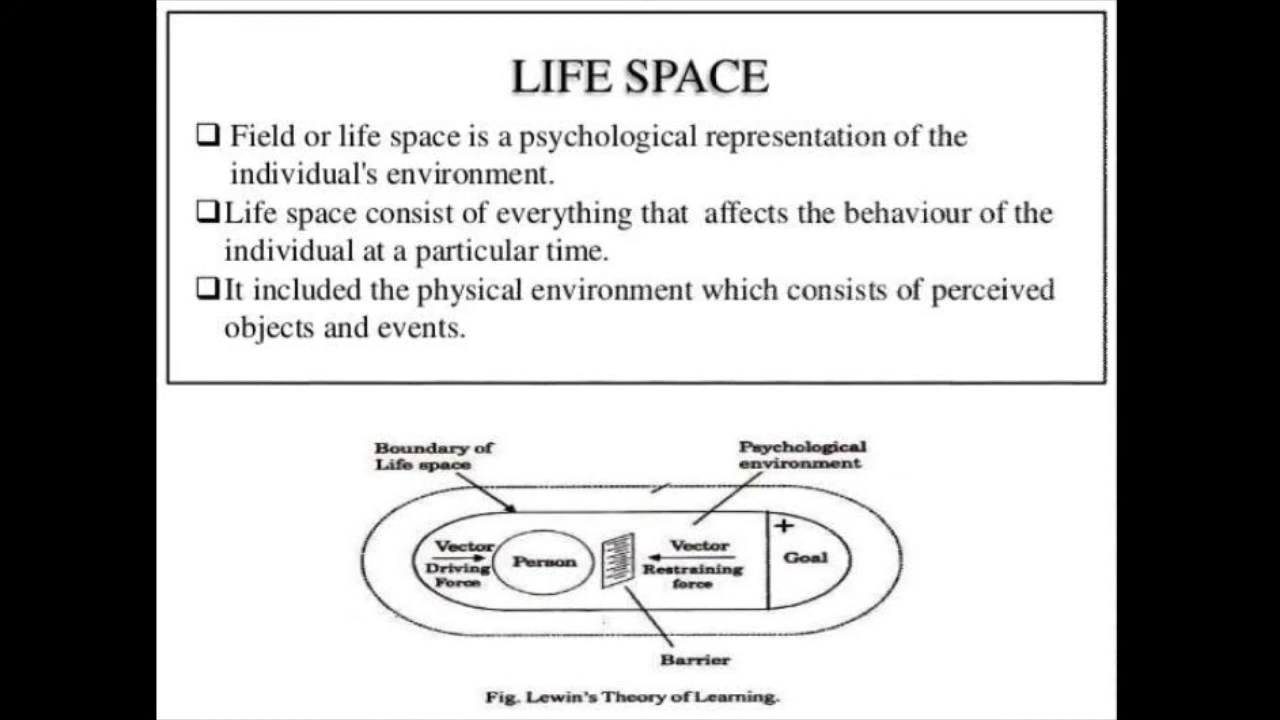 LIFE SPACE
❑ Field or life space is a psychological representation of the
individual's environment.
❑Life space consist of everything that affects the behaviour of the
individual at a particular time.
❑It included the physical environment which consists of perceived
objects and events.
Boundary of
Life space
Psychological
environment
Vector
Driving
Force
Person
Vector
Restraining
force
+
Goal
Barrier
Fig. Lewin's Theory of Learning.